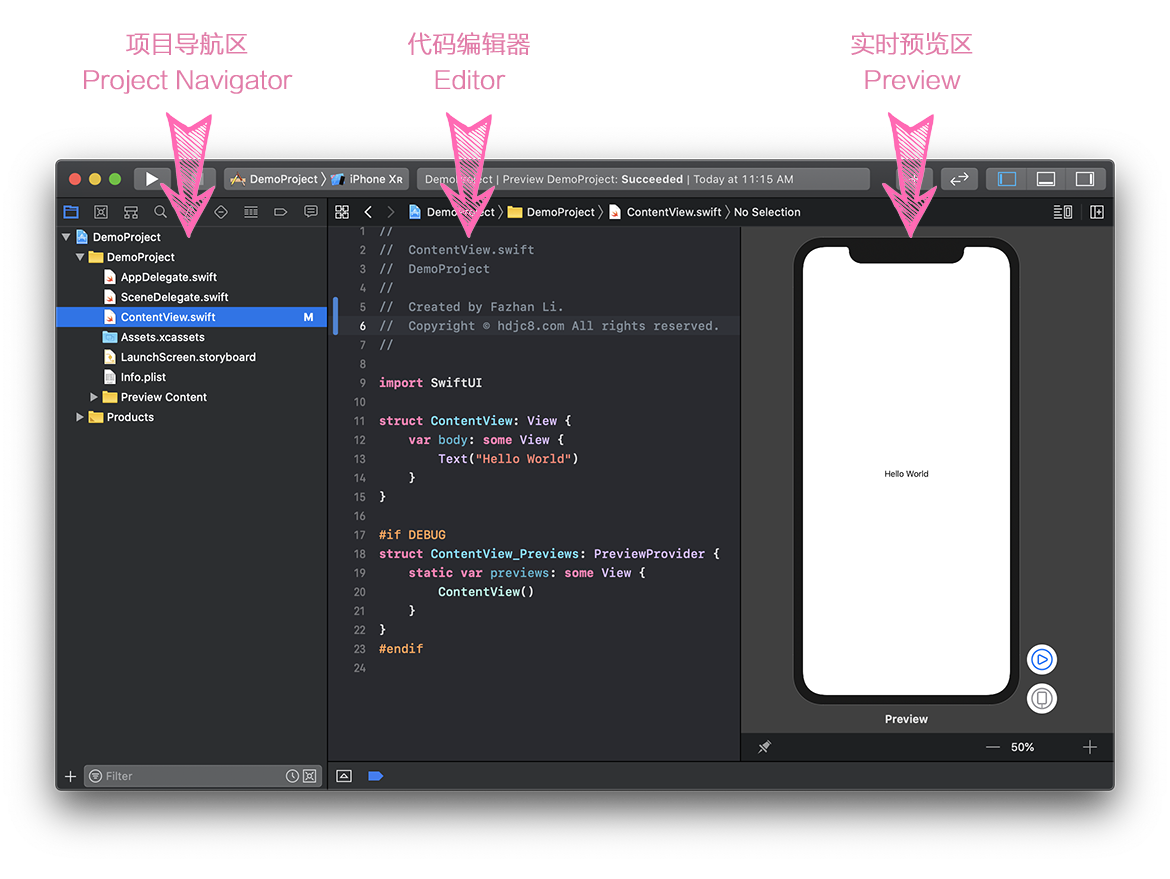 项目导航区
Project Navigator
代码编辑器
Editor
实时预览区
Preview
DemoProject
iPhone XR
DemoProject | Preview DemoProject: Succeeded | Today at 11:15 AM
DemoProject
DemoProject
ContentView.swift
No Selection
DemoProject
DemoProject
AppDelegate.swift
SceneDelegate.swift
ContentView.swift M
Assets.xcassets
LaunchScreen.storyboard
Info.plist
Preview Content
Products
Filter
1 //
2 // ContentView.swift
3 // DemoProject
4 //
5 // Created by Fazhan Li.
6 // Copyright © hdjc8.com All rights reserved.
7 //
8
9 import SwiftUI
10
11 struct ContentView: View {
12 var body: some View {
13 Text("Hello World")
14 }
15 }
16
17 #if DEBUG
18 struct ContentView_Previews: PreviewProvider {
19 static var previews: some View {
20 ContentView()
21 }
22 }
23 #endif
24
Hello World
Preview
50%